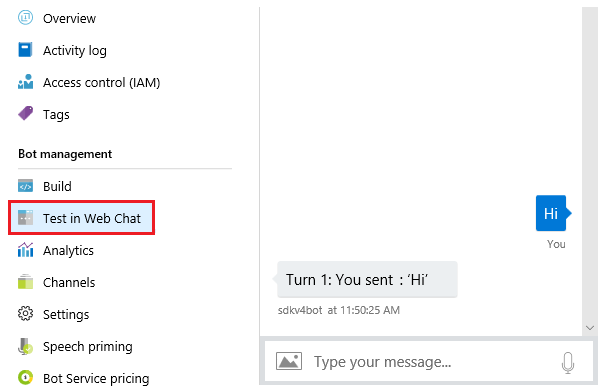 Overview
Activity log
Access control (IAM)
Tags
Bot management
Build
Test in Web Chat
Analytics
Channels
Settings
Speech priming
Bot Service pricing
Hi
You
Turn 1: You sent : 'Hi'
sdkv4bot at 11:50:25 AM
Type your message...